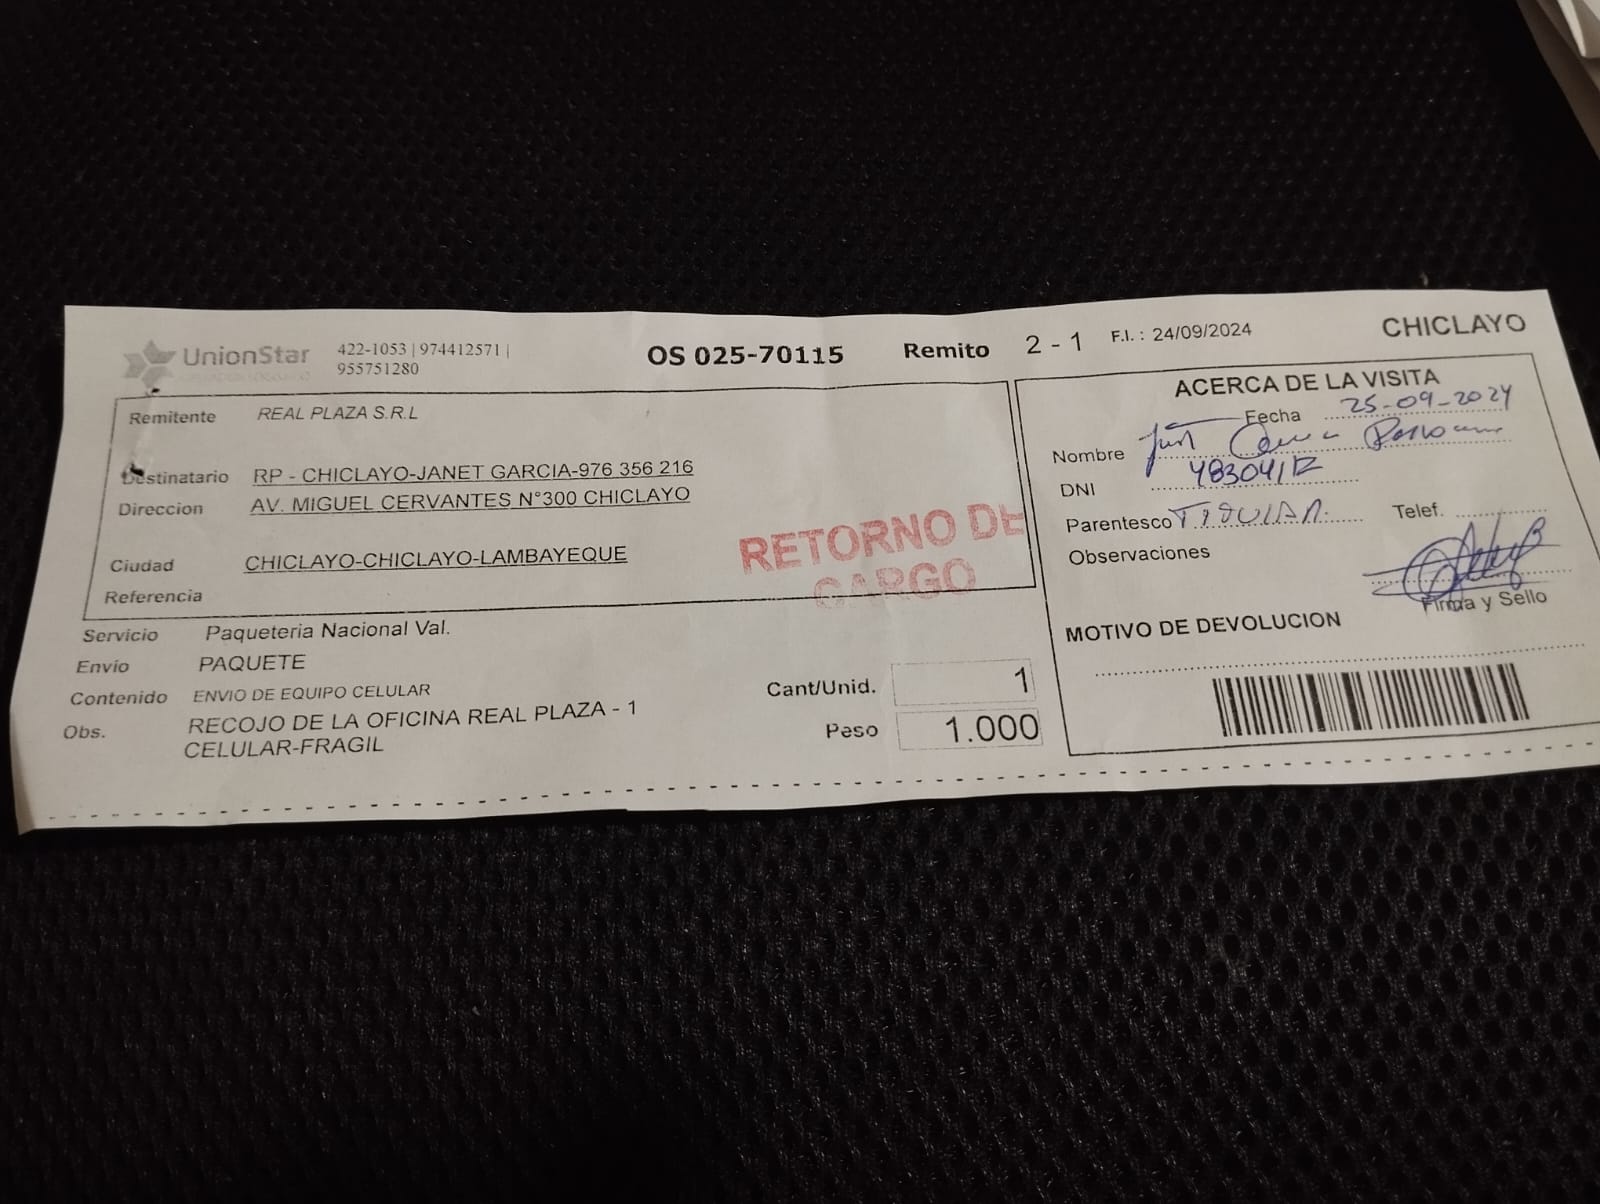 UnionStar
422-1053 | 974412571 |
955751280
OS 025-70115
Remito 2 - 1
F.I. : 24/09/2024
CHICLAYO
Remitente REAL PLAZA S.R.L
Destinatario RP - CHICLAYO-JANET GARCIA-976 356 216
Direccion AV. MIGUEL CERVANTES N°300 CHICLAYO
Ciudad CHICLAYO-CHICLAYO-LAMBAYEQUE
Referencia
RETORNO DE
CARGO
Servicio Paqueteria Nacional Val.
Envio PAQUETE
Contenido ENVIO DE EQUIPO CELULAR
Obs. RECOJO DE LA OFICINA REAL PLAZA - 1
CELULAR-FRAGIL
Cant/Unid. 1
Peso 1.000
ACERCA DE LA VISITA
Fecha 25-09-2024
Nombre
DNI
Parentesco TITULAR.
Telef.
Observaciones
Firma y Sello
MOTIVO DE DEVOLUCION